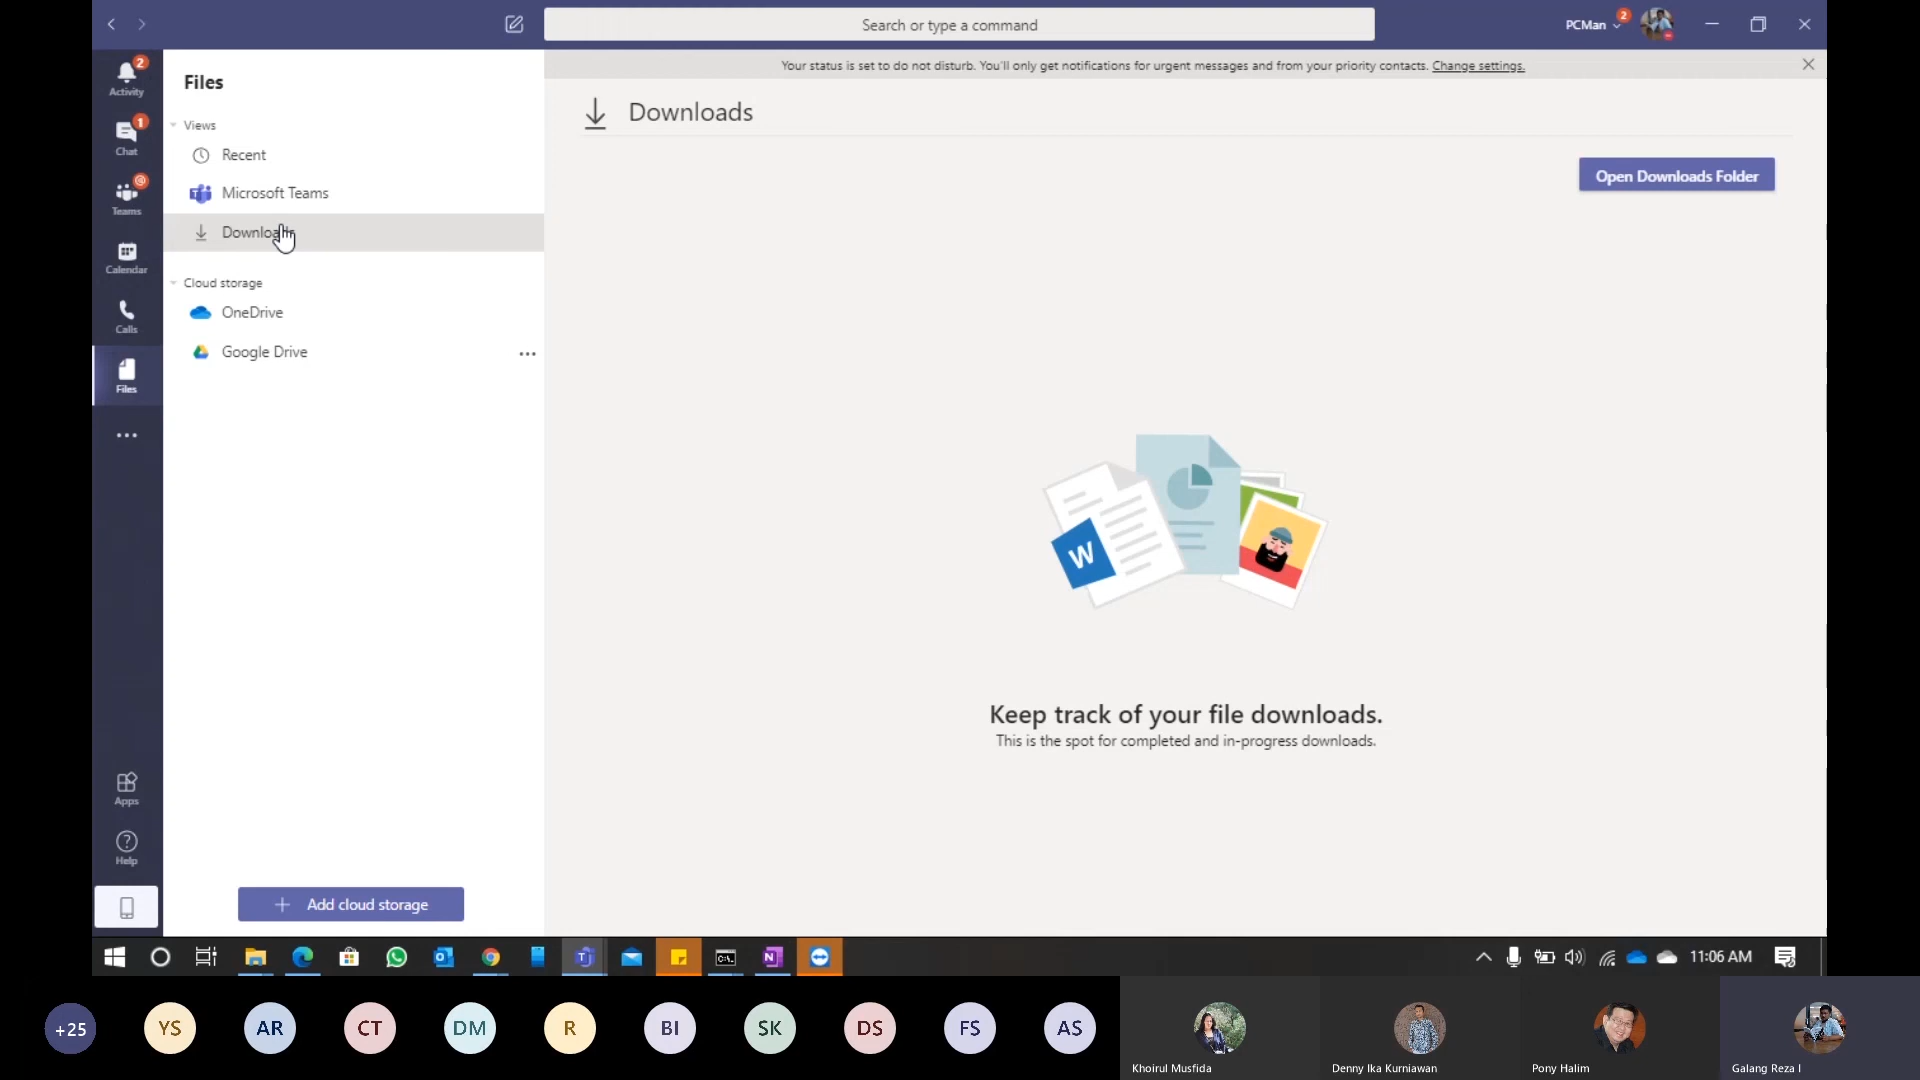 Search or type a command
PCMan
2
Your status is set to do not disturb. You'll only get notifications for urgent messages and from your priority contacts. Change settings.
2
Activity
1
Chat
@
Teams
Calendar
Calls
Files
Apps
Help
Files
Views
Recent
Microsoft Teams
Downloads
Cloud storage
OneDrive
Google Drive
Add cloud storage
Downloads
Open Downloads Folder
W
Keep track of your file downloads.
This is the spot for completed and in-progress downloads.
11:06 AM
+25
YS
AR
CT
DM
R
BI
SK
DS
FS
AS
Khoirul Musfida
Denny Ika Kurniawan
Pony Halim
Galang Reza I